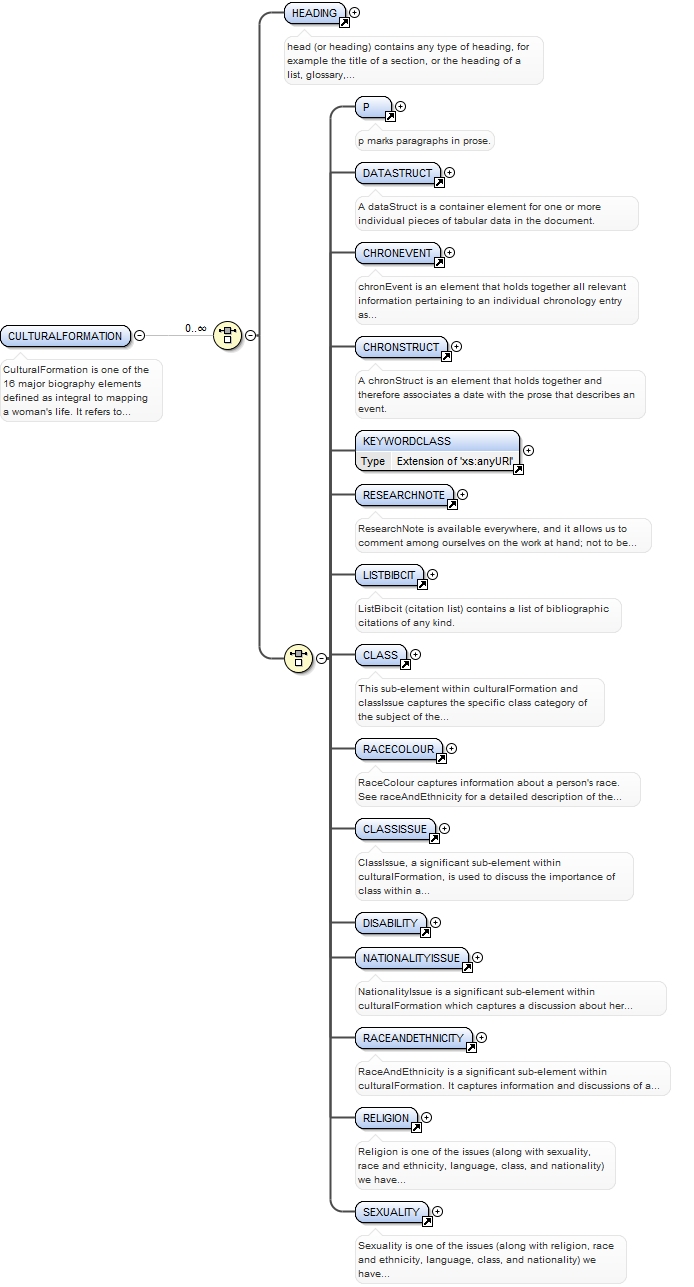 HEADING
head (or heading) contains any type of heading, for
example the title of a section, or the heading of a
list, glossary,...
P
p marks paragraphs in prose.
DATASTRUCT
A dataStruct is a container element for one or more
individual pieces of tabular data in the document.
CHRONEVENT
chronEvent is an element that holds together all relevant
information pertaining to an individual chronology entry
as...
CULTURALFORMATION
0..∞
CulturalFormation is one of the
16 major biography elements
defined as integral to mapping
a woman's life. It refers to...
CHRONSTRUCT
A chronStruct is an element that holds together and
therefore associates a date with the prose that describes an
event.
KEYWORDCLASS
Type Extension of 'xs:anyURI'
RESEARCHNOTE
ResearchNote is available everywhere, and it allows us to
comment among ourselves on the work at hand; not to be...
LISTBIBCIT
ListBibcit (citation list) contains a list of bibliographic
citations of any kind.
CLASS
This sub-element within culturalFormation and
classIssue captures the specific class category of
the subject of the...
RACECOLOUR
RaceColour captures information about a person's race.
See raceAndEthnicity for a detailed description of the...
CLASSISSUE
ClassIssue, a significant sub-element within
culturalFormation, is used to discuss the importance of
class within a...
DISABILITY
NATIONALITYISSUE
NationalityIssue is a significant sub-element within
culturalFormation which captures a discussion about her...
RACEANDETHNICITY
RaceAndEthnicity is a significant sub-element within
culturalFormation. It captures information and discussions of a...
RELIGION
Religion is one of the issues (along with sexuality,
race and ethnicity, language, class, and nationality)
we have...
SEXUALITY
Sexuality is one of the issues (along with religion, race
and ethnicity, language, class, and nationality) we
have...